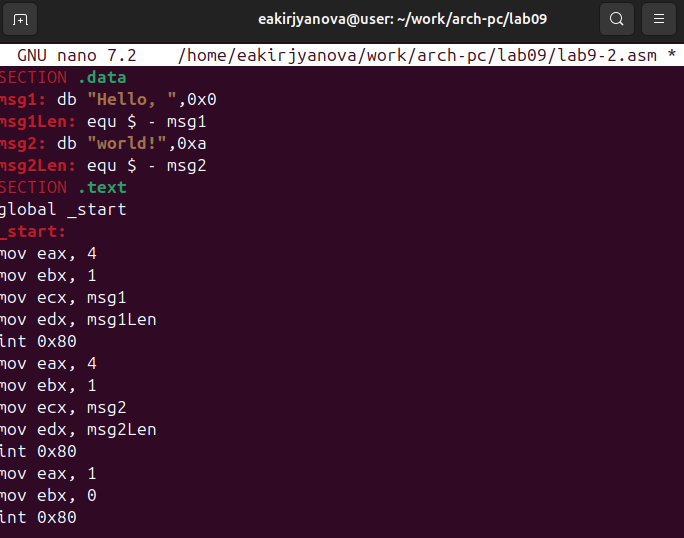 eakirjyanova@user: ~/work/arch-pc/lab09
GNU nano 7.2 /home/eakirjyanova/work/arch-pc/lab09/lab9-2.asm *
SECTION .data
msg1: db "Hello, ",0x0
msg1Len: equ $ - msg1
msg2: db "world!",0xa
msg2Len: equ $ - msg2
SECTION .text
global _start
_start:
mov eax, 4
mov ebx, 1
mov ecx, msg1
mov edx, msg1Len
int 0x80
mov eax, 4
mov ebx, 1
mov ecx, msg2
mov edx, msg2Len
int 0x80
mov eax, 1
mov ebx, 0
int 0x80